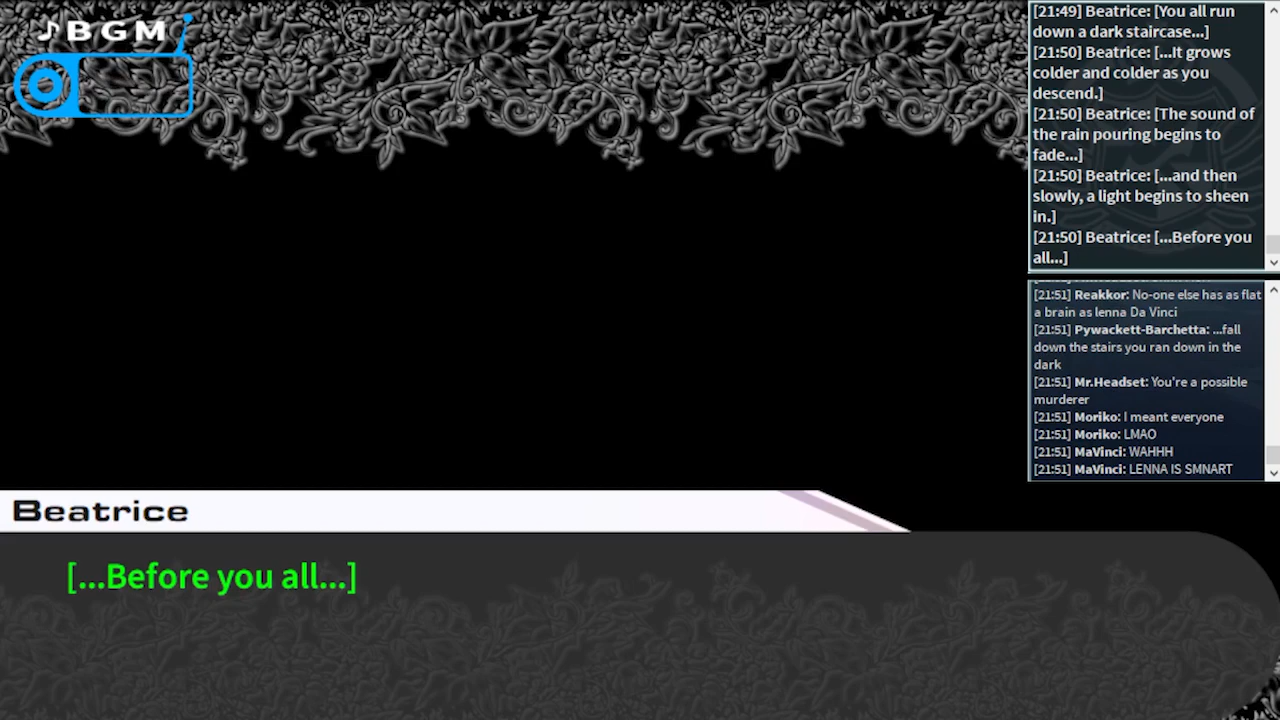 ♪BGM
[21:49] Beatrice: [You all run
down a dark staircase...]
[21:50] Beatrice: [...It grows
colder and colder as you
descend.]
[21:50] Beatrice: [The sound of
the rain pouring begins to
fade...]
[21:50] Beatrice: [...and then
slowly, a light begins to sheen
in.]
[21:50] Beatrice: [...Before you
all...]
[21:51] Reakkor: No-one else has as flat
a brain as lenna Da Vinci
[21:51] Pywackett-Barchetta: ...fall
down the stairs you ran down in the
dark
[21:51] Mr.Headset: You're a possible
murderer
[21:51] Moriko: I meant everyone
[21:51] Moriko: LMAO
[21:51] MaVinci: WAHHH
[21:51] MaVinci: LENNA IS SMNART
Beatrice
[...Before you all...]